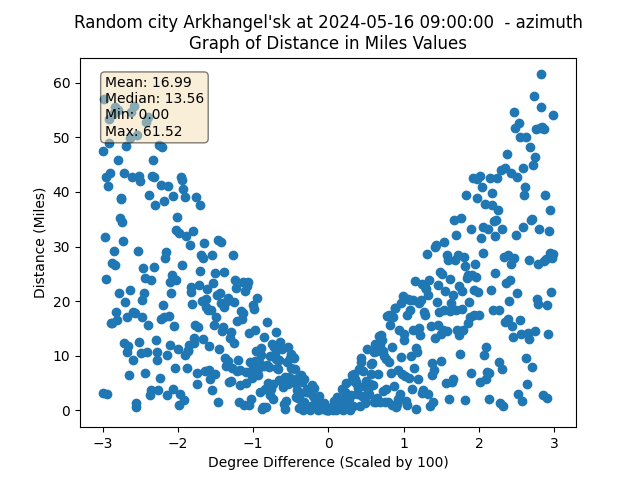 Random city Arkhangel'sk at 2024-05-16 09:00:00  - azimuth
Graph of Distance in Miles Values
Mean: 16.99
Median: 13.56
Min: 0.00
Max: 61.52
60
50
40
30
20
10
0
Distance (Miles)
−3
−2
−1
0
1
2
3
Degree Difference (Scaled by 100)